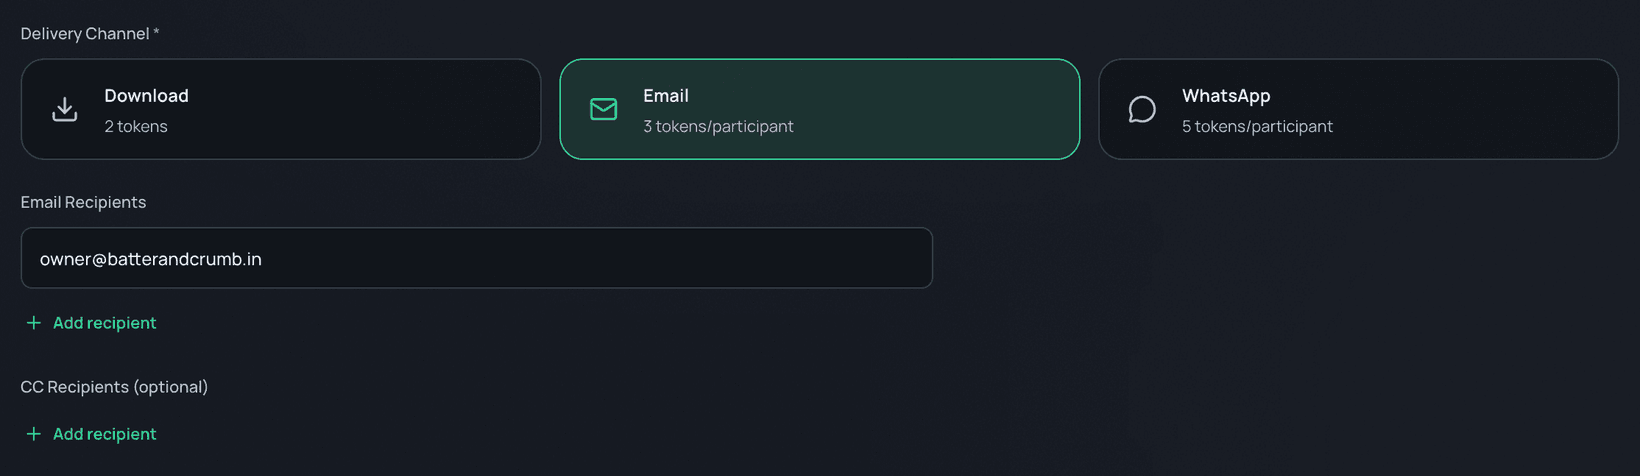 Delivery Channel *
Download
2 tokens
Email
3 tokens/participant
WhatsApp
5 tokens/participant
Email Recipients
owner@batterandcrumb.in
+ Add recipient
CC Recipients (optional)
+ Add recipient